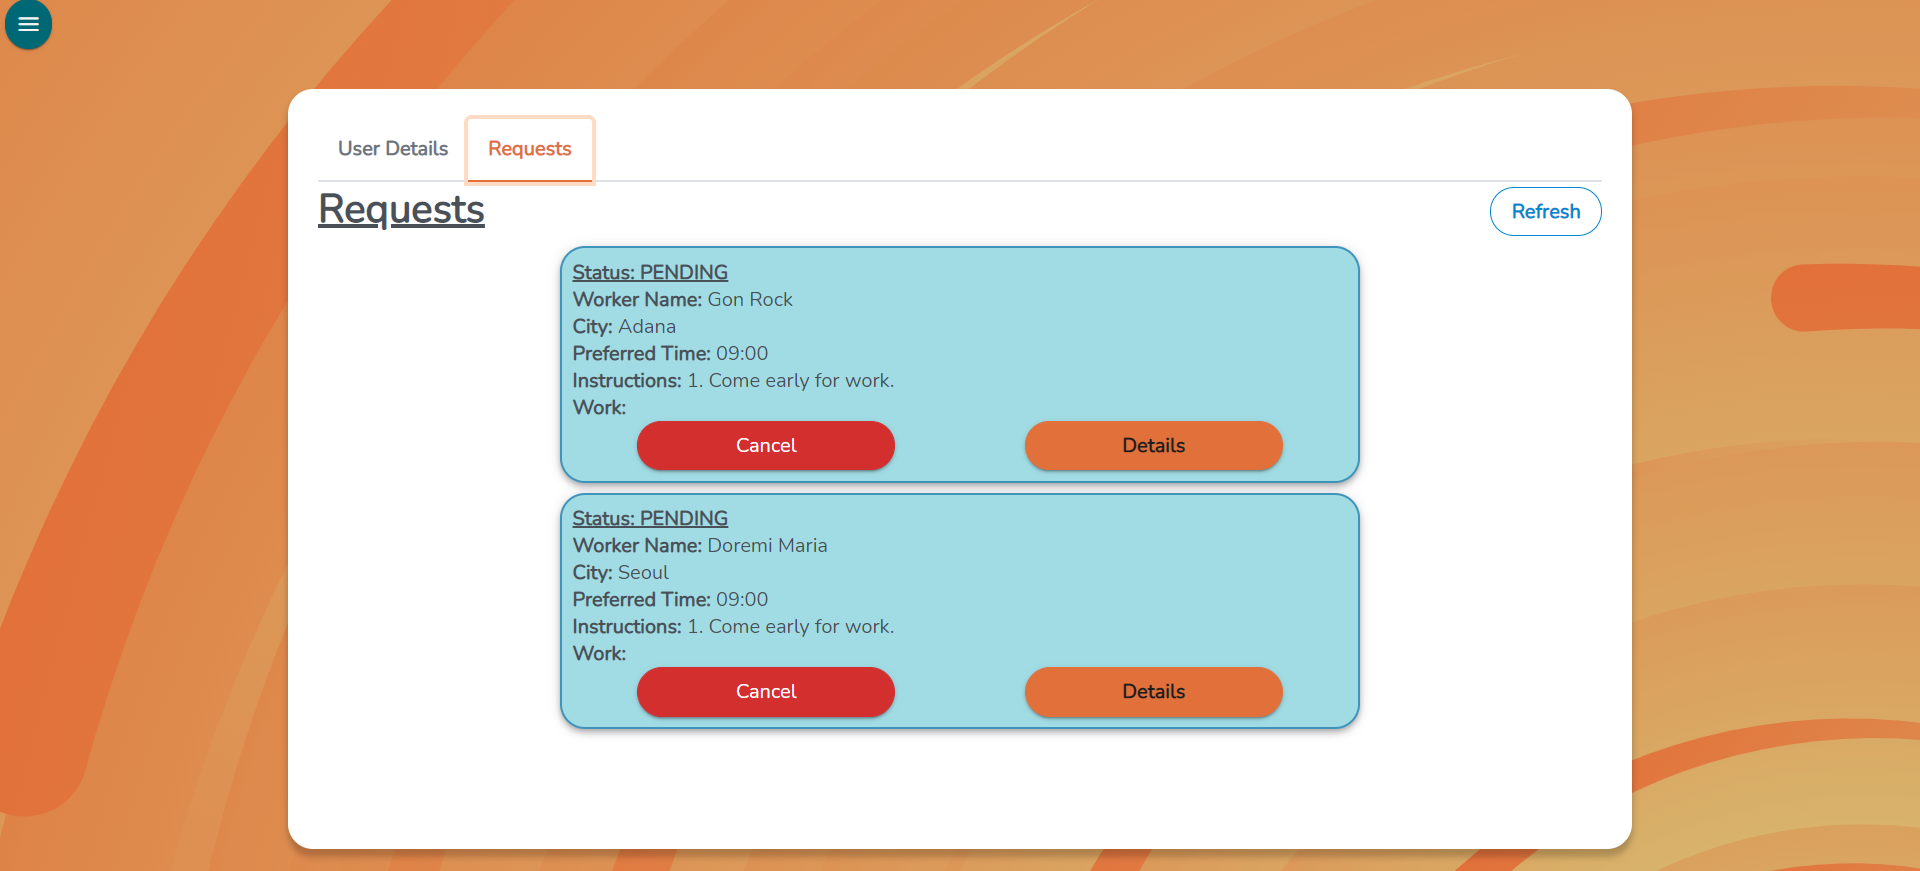 User Details
Requests
Requests
Refresh
Status: PENDING
Worker Name: Gon Rock
City: Adana
Preferred Time: 09:00
Instructions: 1. Come early for work.
Work:
Cancel
Details
Status: PENDING
Worker Name: Doremi Maria
City: Seoul
Preferred Time: 09:00
Instructions: 1. Come early for work.
Work:
Cancel
Details